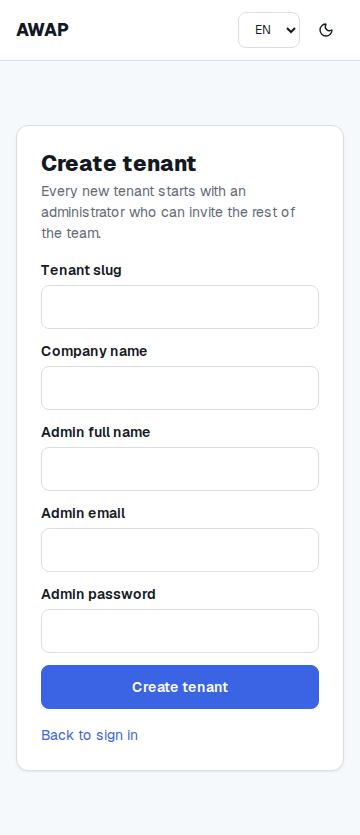 AWAP
EN
Create tenant
Every new tenant starts with an
administrator who can invite the rest of
the team.
Tenant slug
Company name
Admin full name
Admin email
Admin password
Create tenant
Back to sign in